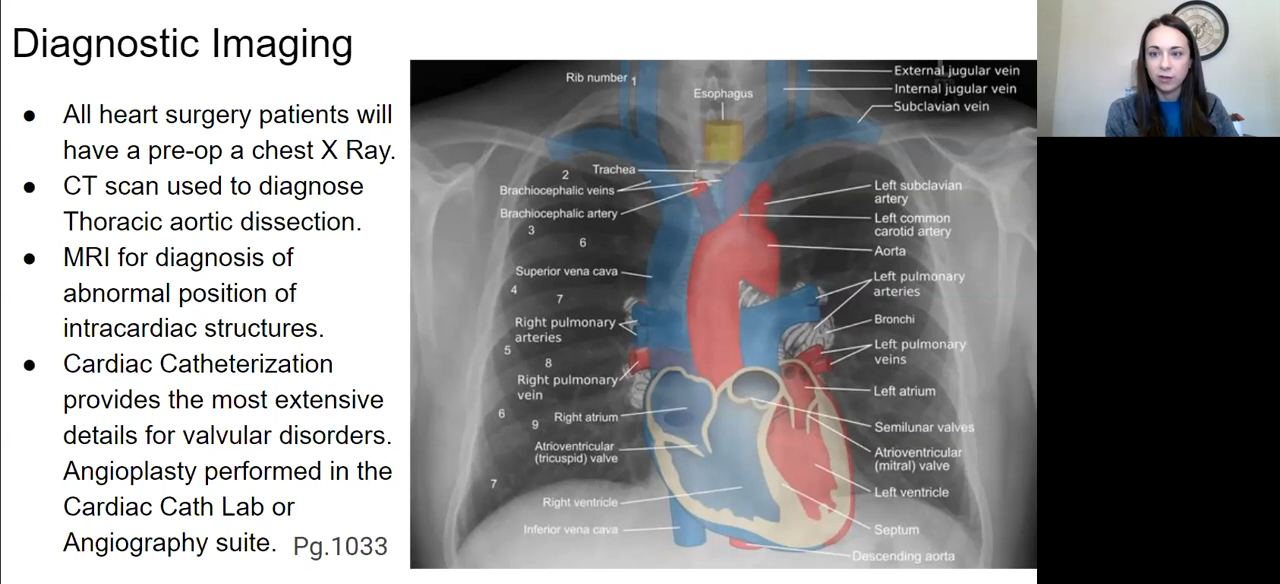 Diagnostic Imaging
● All heart surgery patients will
have a pre-op a chest X Ray.
● CT scan used to diagnose
Thoracic aortic dissection.
● MRI for diagnosis of
abnormal position of
intracardiac structures.
● Cardiac Catheterization
provides the most extensive
details for valvular disorders.
Angioplasty performed in the
Cardiac Cath Lab or
Angiography suite. Pg.1033
Rib number 1
Esophagus
External jugular vein
Internal jugular vein
Subclavian vein
Trachea
2
Brachiocephalic veins
Brachiocephalic artery
3
6
Superior vena cava
4
7
Right pulmonary
arteries
5
8
Right pulmonary
vein
6
9
Right atrium
Atrioventricular
(tricuspid) valve
7
Right ventricle
Inferior vena cava
Left subclavian
artery
Left common
carotid artery
Aorta
Left pulmonary
arteries
Bronchi
Left pulmonary
veins
Left atrium
Semilunar valves
Atrioventricular
(mitral) valve
Left ventricle
Septum
Descending aorta